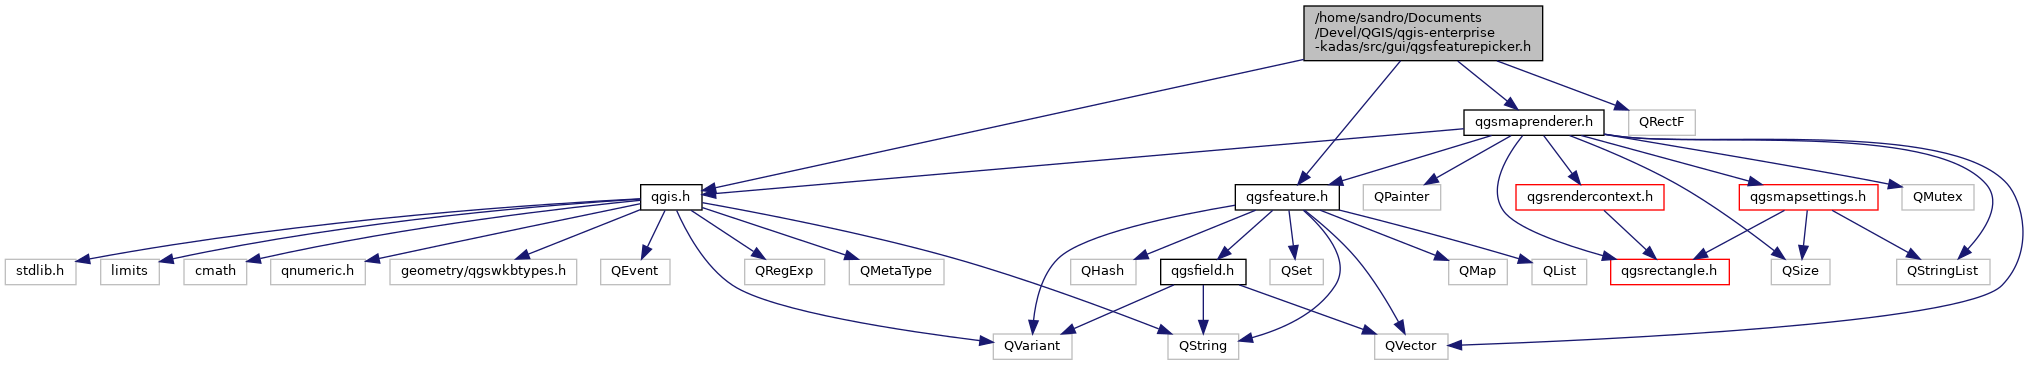 /home/sandro/Documents
/Devel/QGIS/qgis-enterprise
-kadas/src/gui/qgsfeaturepicker.h
qgsmaprenderer.h
QRectF
qgis.h
qgsfeature.h
QPainter
qgsrendercontext.h
qgsmapsettings.h
QMutex
stdlib.h
limits
cmath
qnumeric.h
geometry/qgswkbtypes.h
QEvent
QRegExp
QMetaType
QHash
qgsfield.h
QSet
QMap
QList
qgsrectangle.h
QSize
QStringList
QVariant
QString
QVector